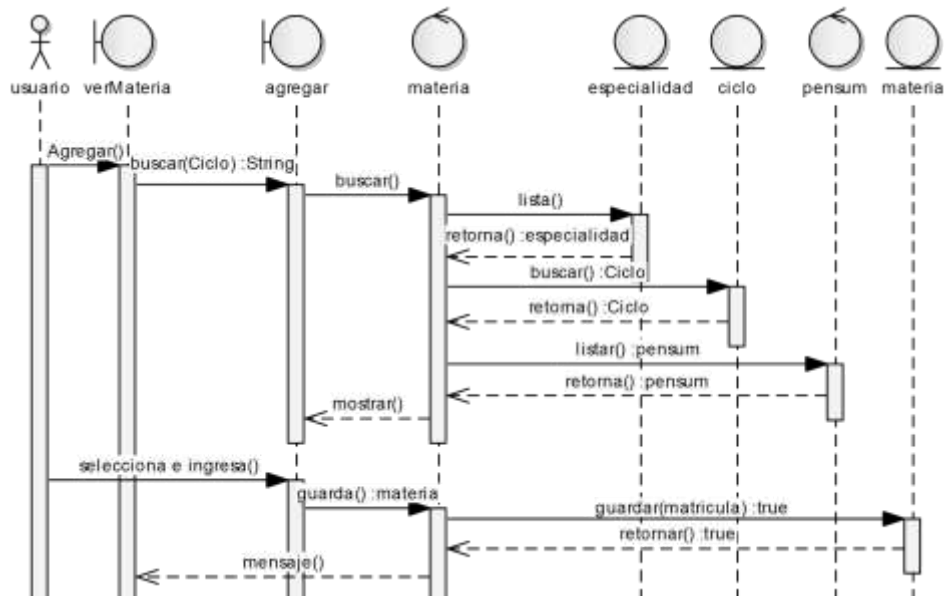 usuario verMateria agregar materia especialidad ciclo pensum materia
Agregar()
buscar(Ciclo) :String
buscar()
lista()
retorna() :especialidad
buscar() :Ciclo
retorna() :Ciclo
listar() :pensum
retorna() :pensum
mostrar()
selecciona e ingresa()
guarda() :materia
guardar(matricula) :true
retornar() :true
mensaje()